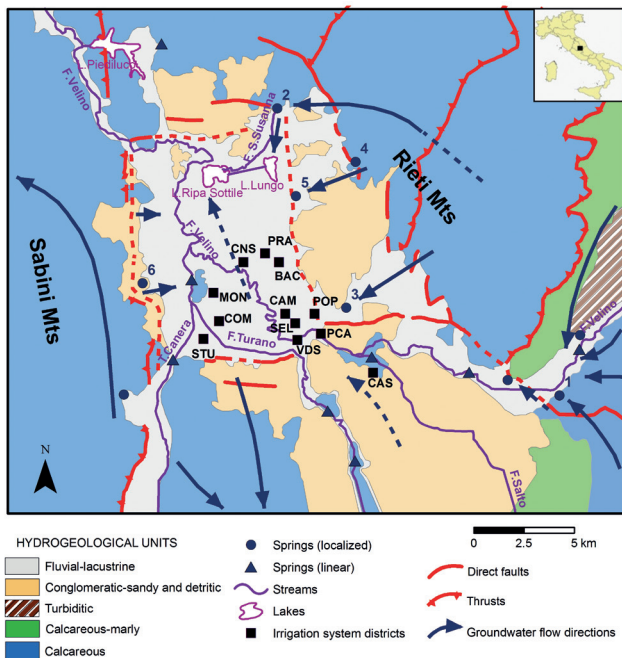 L.Piediluco
F.Velino
F.S.Susanna
2
4
Rieti Mts
5
L.Ripa Sottile
L.Lungo
F.Velino
Sabini Mts
PRA
CNS
BAC
6
MON
CAM
POP
3
COM
SEL
PCA
F.Turano
VDS
STU
T.Canera
CAS
F.Velino
1
F.Salto
N
0 2.5 5 km
HYDROGEOLOGICAL UNITS
Fluvial-lacustrine
Conglomeratic-sandy and detritic
Turbiditic
Calcareous-marly
Calcareous
Springs (localized)
Springs (linear)
Streams
Lakes
Irrigation system districts
Direct faults
Thrusts
Groundwater flow directions